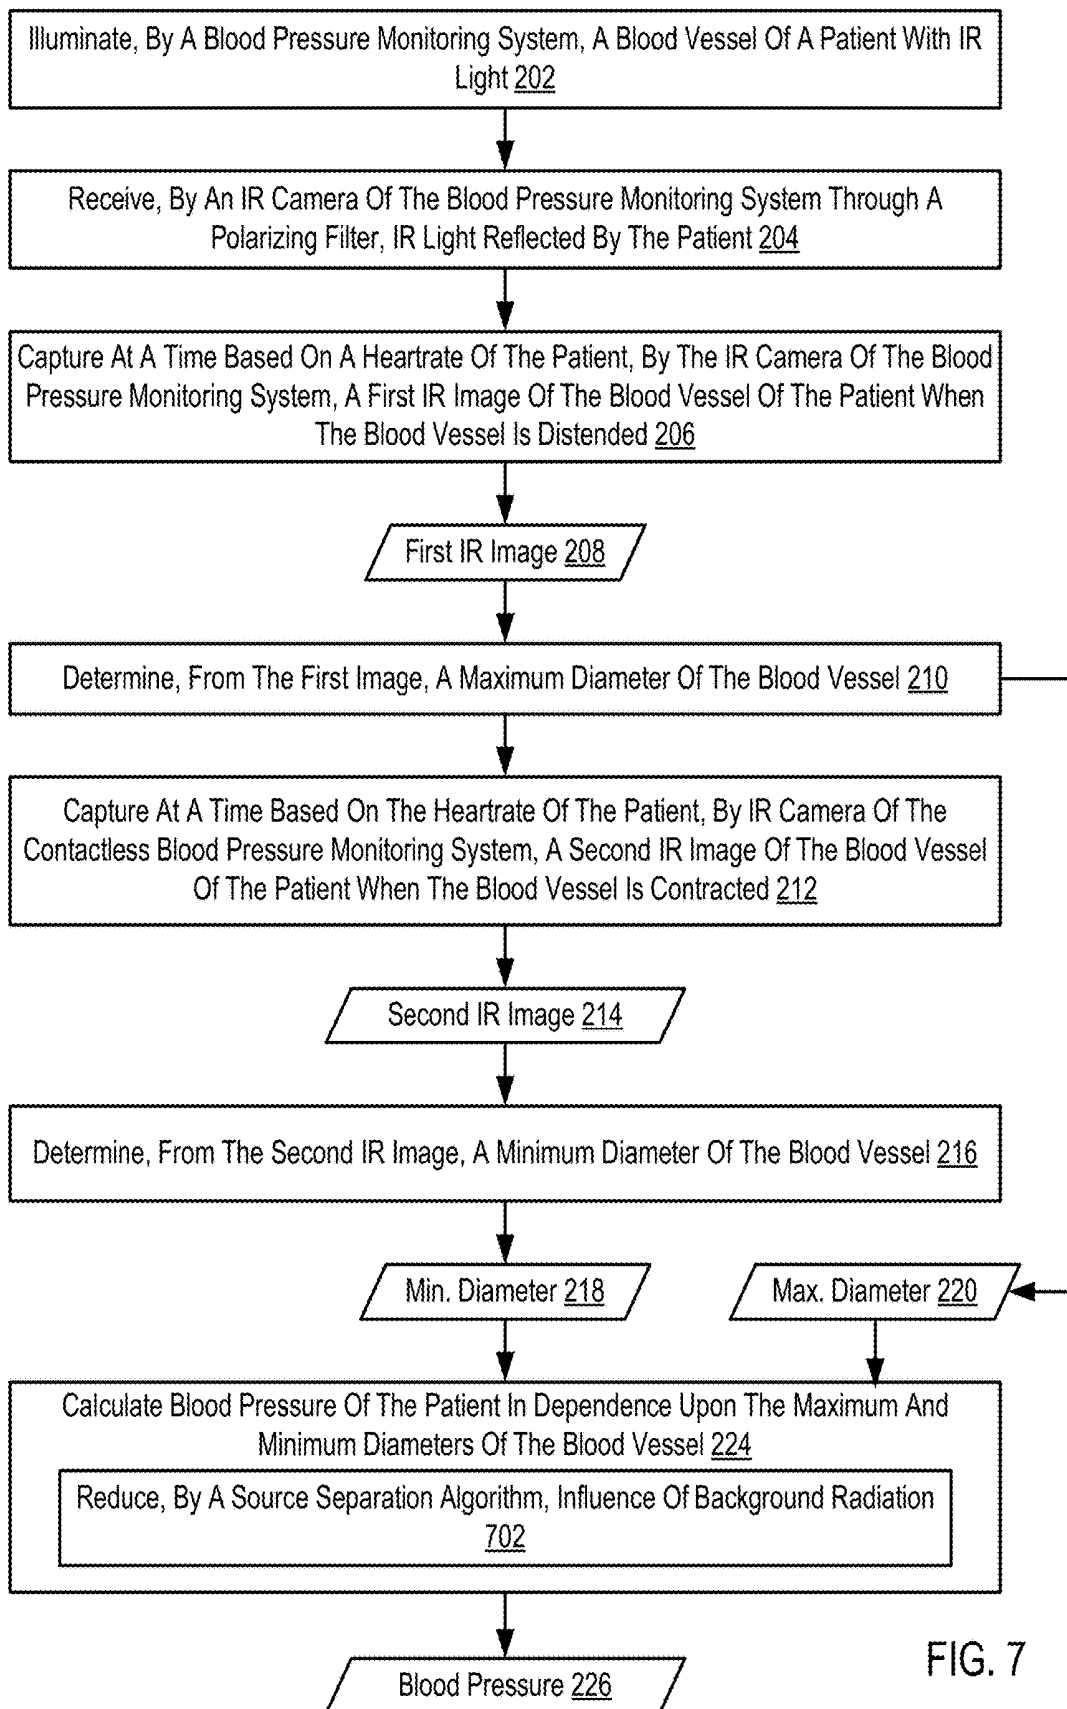 Illuminate, By A Blood Pressure Monitoring System, A Blood Vessel Of A Patient With IR
Light 202
Receive, By An IR Camera Of The Blood Pressure Monitoring System Through A
Polarizing Filter, IR Light Reflected By The Patient 204
Capture At A Time Based On A Heartrate Of The Patient, By The IR Camera Of The Blood
Pressure Monitoring System, A First IR Image Of The Blood Vessel Of The Patient When
The Blood Vessel Is Distended 206
First IR Image 208
Determine, From The First Image, A Maximum Diameter Of The Blood Vessel 210
Capture At A Time Based On The Heartrate Of The Patient, By IR Camera Of The
Contactless Blood Pressure Monitoring System, A Second IR Image Of The Blood Vessel
Of The Patient When The Blood Vessel Is Contracted 212
Second IR Image 214
Determine, From The Second IR Image, A Minimum Diameter Of The Blood Vessel 216
Min. Diameter 218
Max. Diameter 220
Calculate Blood Pressure Of The Patient In Dependence Upon The Maximum And
Minimum Diameters Of The Blood Vessel 224
Reduce, By A Source Separation Algorithm, Influence Of Background Radiation
702
Blood Pressure 226
FIG. 7